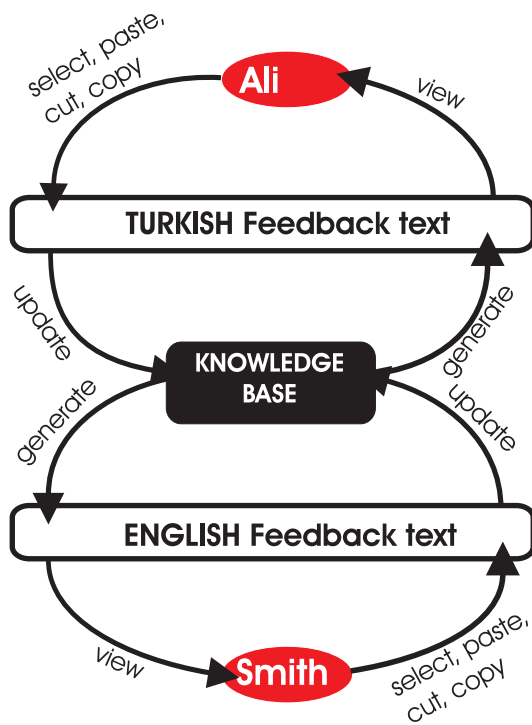 select, paste,
cut, copy
Ali
view
TURKISH Feedback text
update
generate
KNOWLEDGE
BASE
generate
update
ENGLISH Feedback text
view
Smith
select, paste,
cut, copy